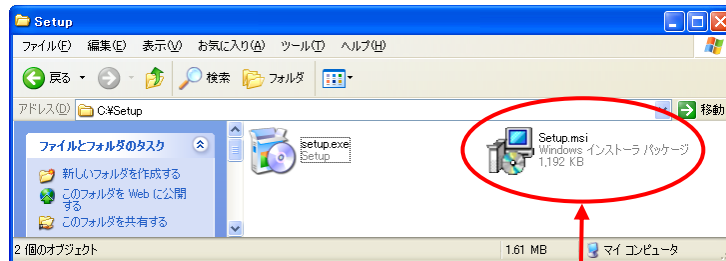 Setup
ファイル(F) 編集(E) 表示(V) お気に入り(A) ツール(T) ヘルプ(H)
戻る 検索 フォルダ
アドレス(D) C:¥Setup 移動
ファイルとフォルダのタスク
新しいフォルダを作成する
このフォルダを Web に公開
する
このフォルダを共有する
setup.exe
Setup
Setup.msi
Windows インストーラ パッケージ
1,192 KB
2 個のオブジェクト 1.61 MB マイ コンピュータ